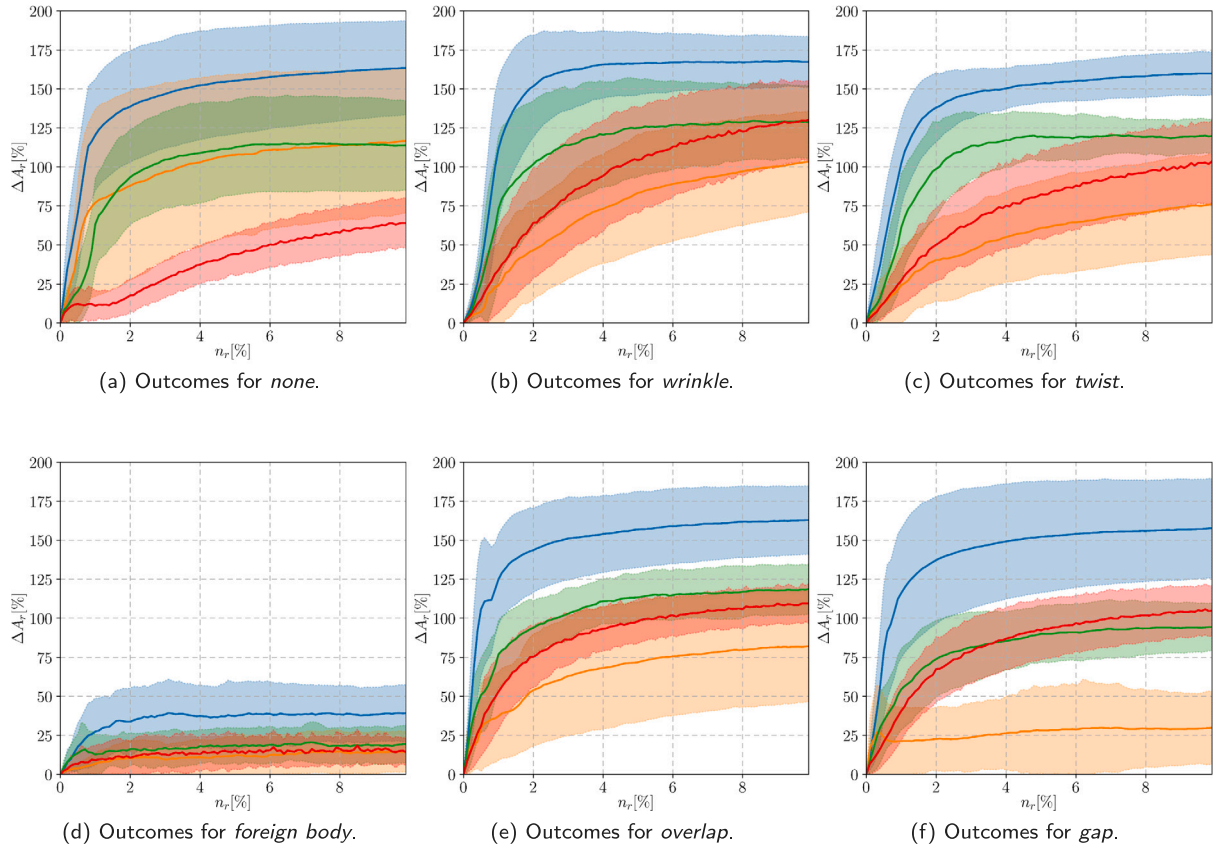 200
175
150
125
100
75
50
25
0
ΔA_r[%]
0 2 4 6 8
n_r[%]
(a) Outcomes for none.
200
175
150
125
100
75
50
25
0
ΔA_r[%]
0 2 4 6 8
n_r[%]
(b) Outcomes for wrinkle.
200
175
150
125
100
75
50
25
0
ΔA_r[%]
0 2 4 6 8
n_r[%]
(c) Outcomes for twist.
200
175
150
125
100
75
50
25
0
ΔA_r[%]
0 2 4 6 8
n_r[%]
(d) Outcomes for foreign body.
200
175
150
125
100
75
50
25
0
ΔA_r[%]
0 2 4 6 8
n_r[%]
(e) Outcomes for overlap.
200
175
150
125
100
75
50
25
0
ΔA_r[%]
0 2 4 6 8
n_r[%]
(f) Outcomes for gap.